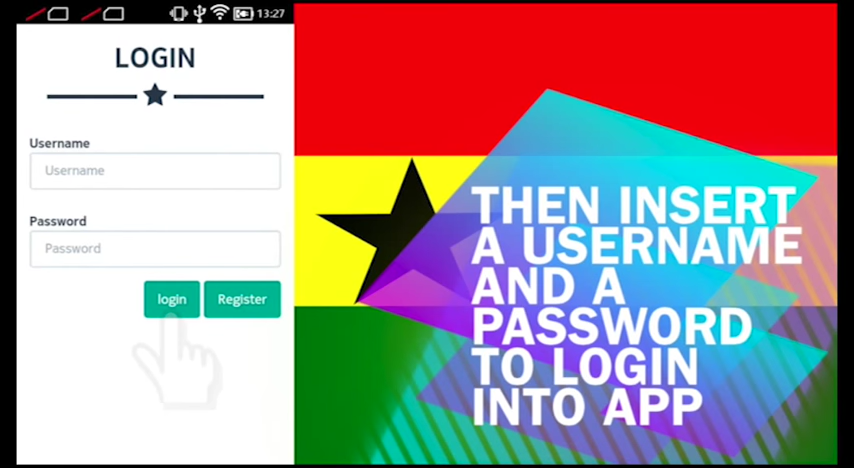 13:27
LOGIN
Username
Username
Password
Password
login Register
THEN INSERT
A USERNAME
AND A
PASSWORD
TO LOGIN
INTO APP